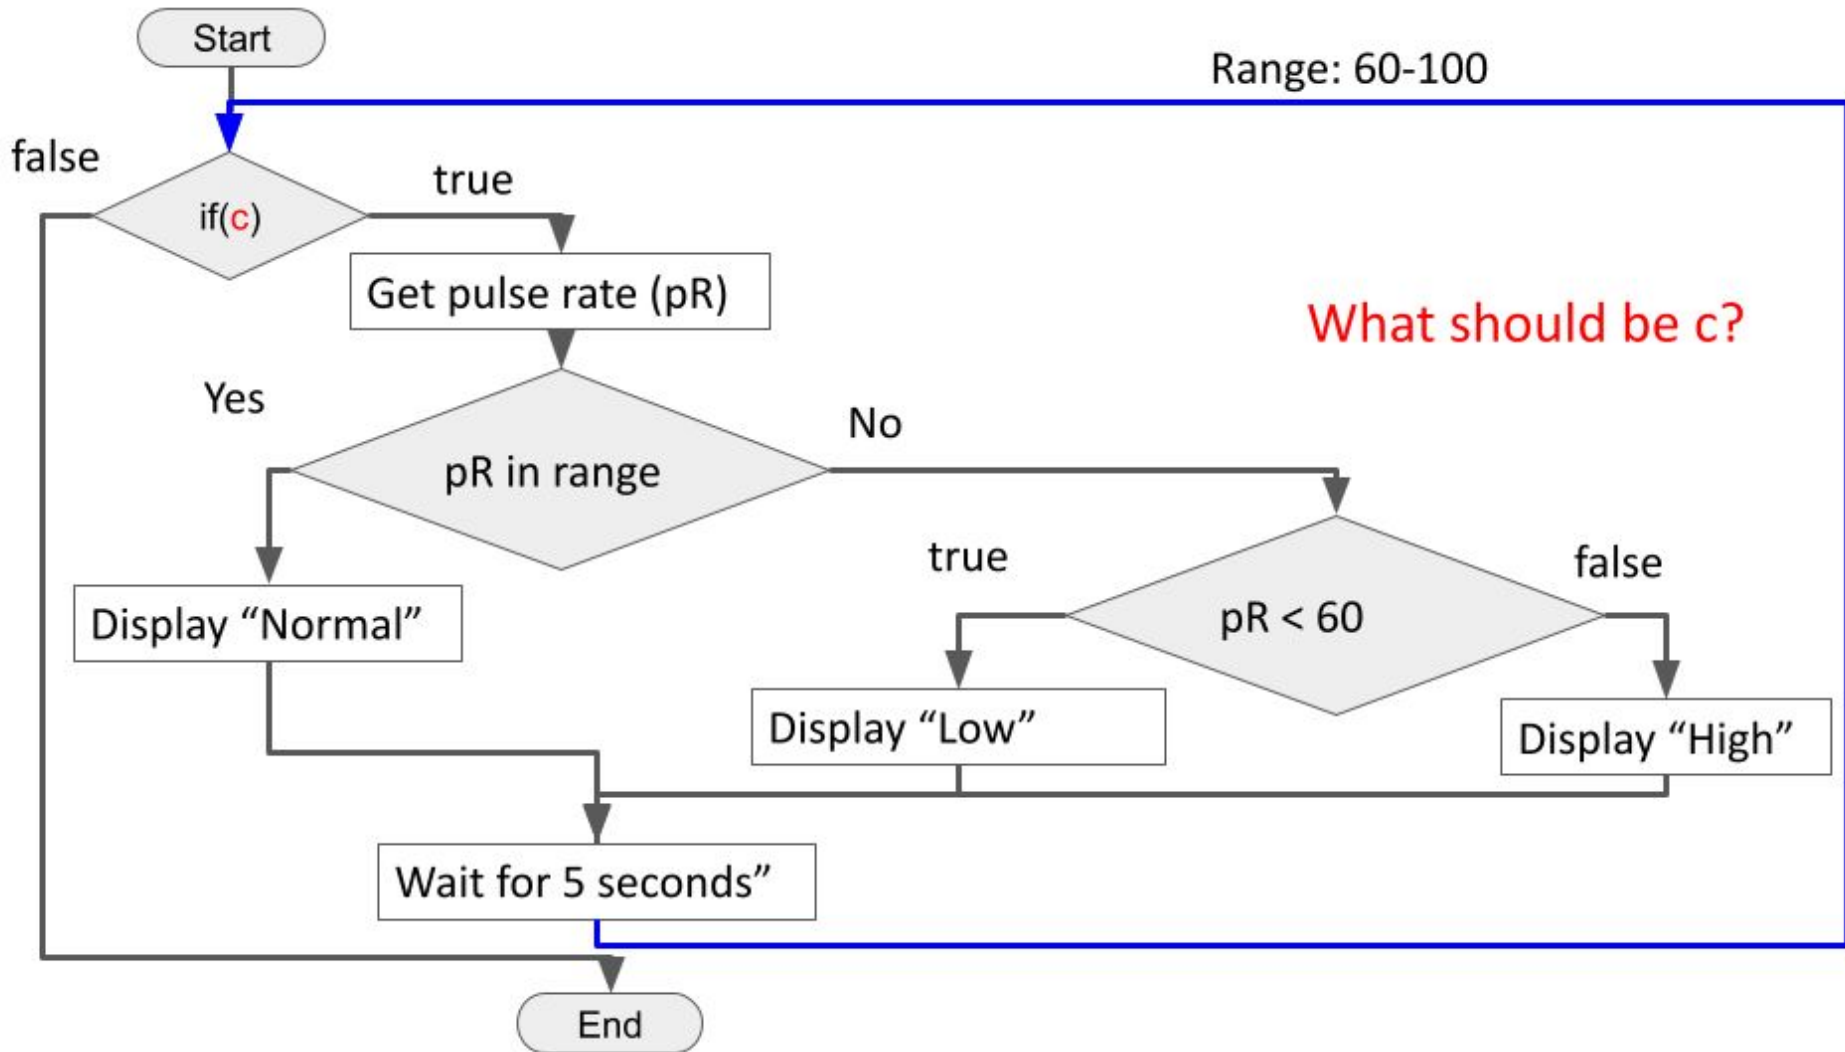 Start
Range: 60-100
false
true
if(c)
Get pulse rate (pR)
What should be c?
Yes
No
pR in range
true
false
pR < 60
Display “Normal”
Display “Low”
Display “High”
Wait for 5 seconds”
End